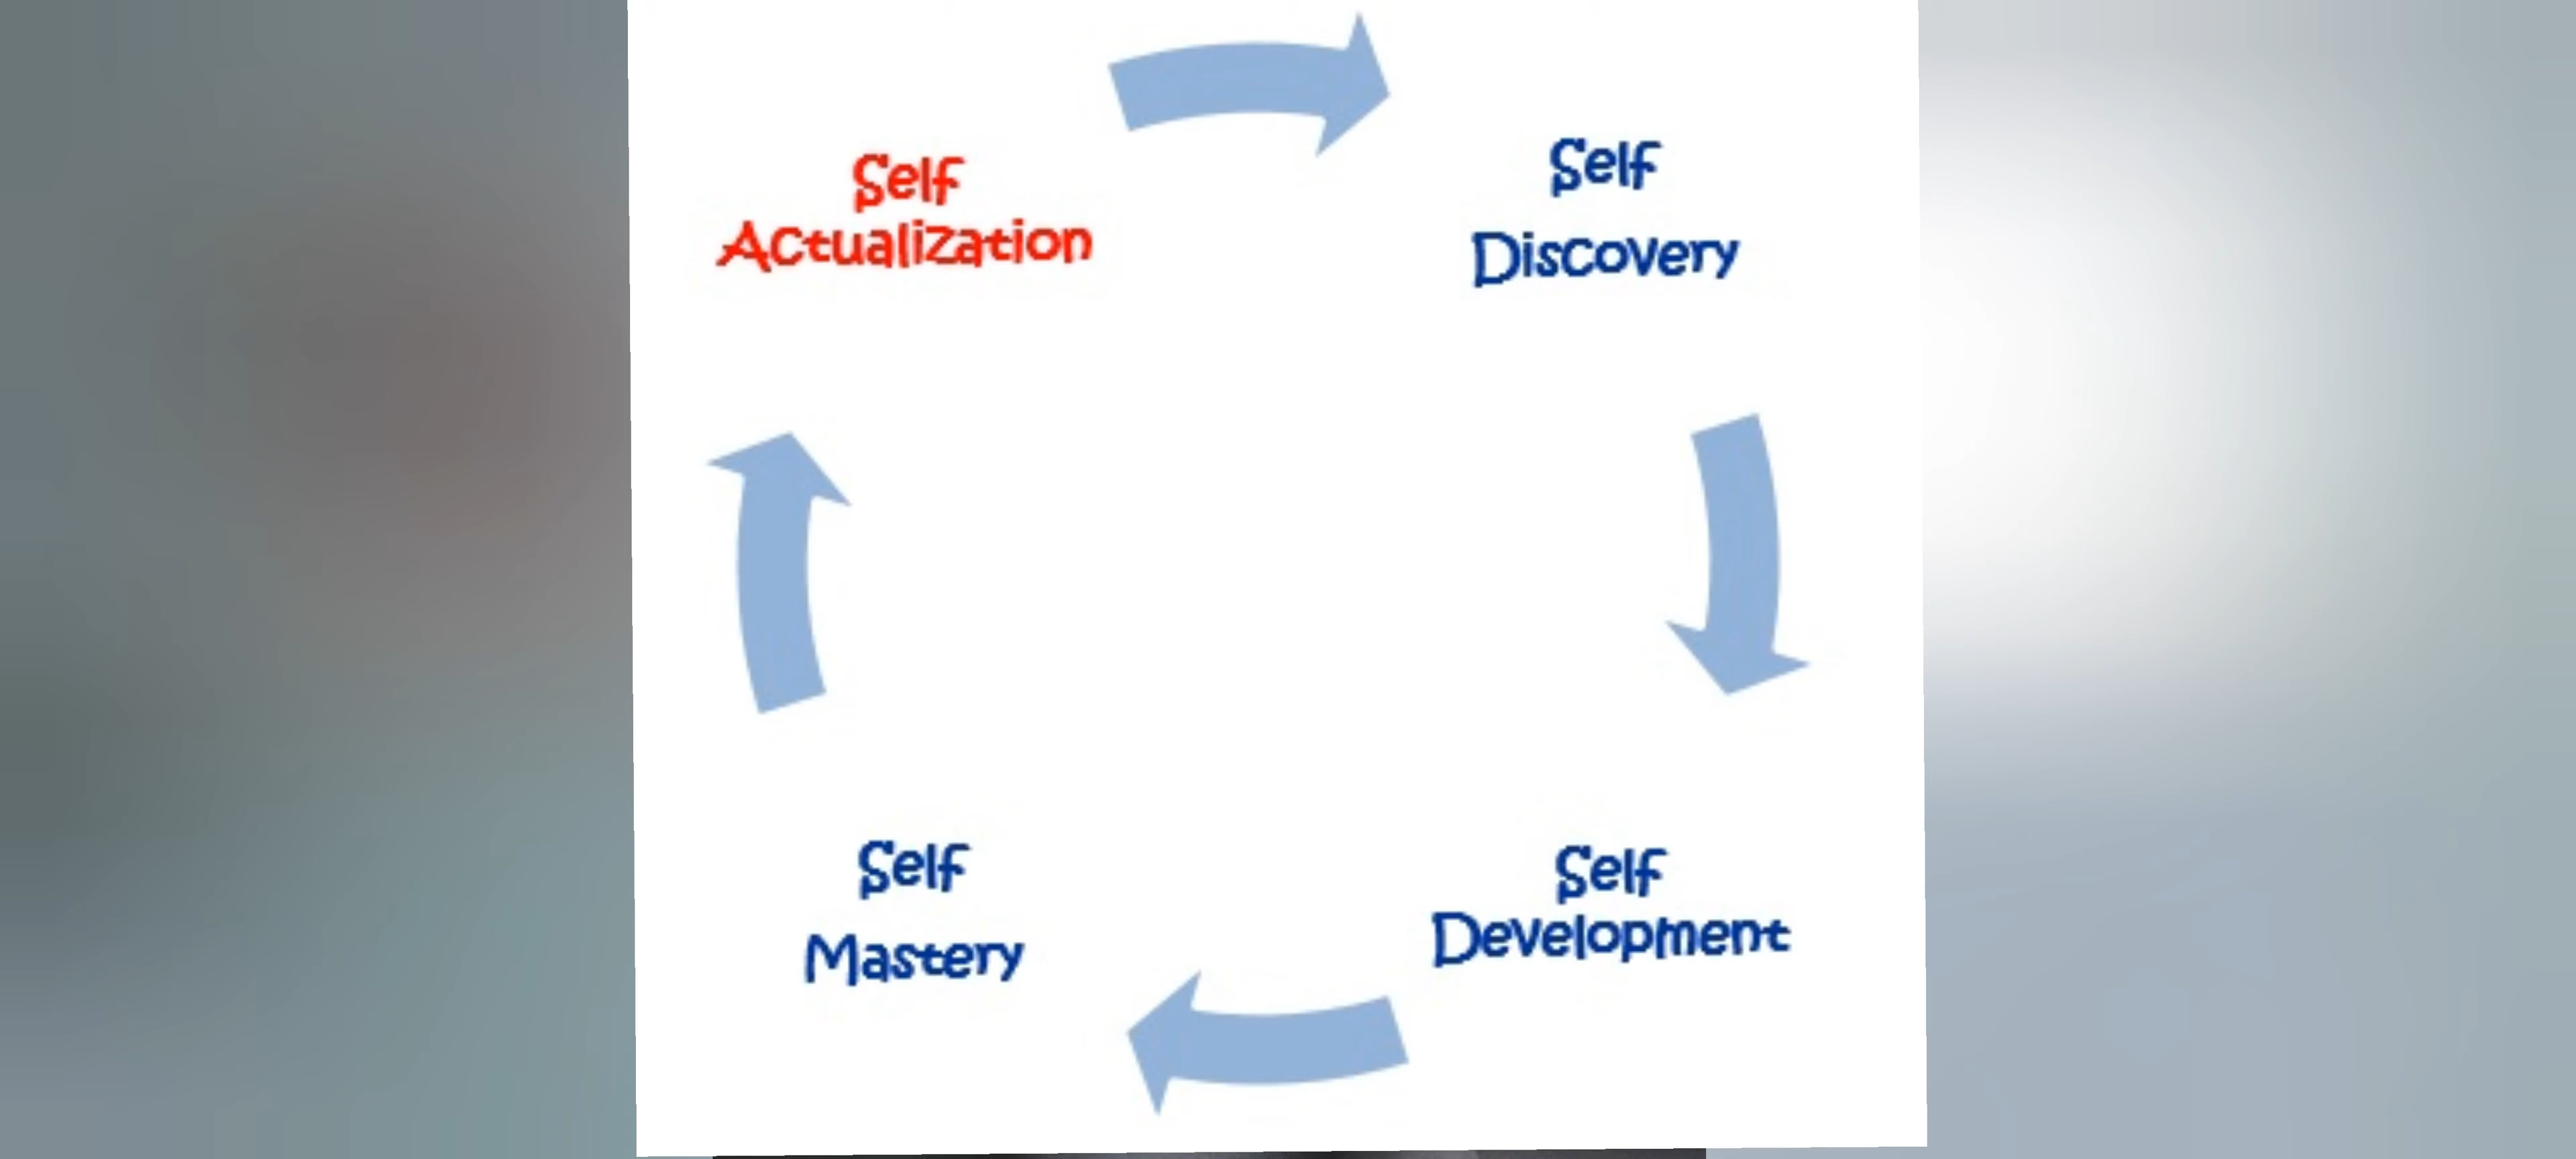 Self
Actualization
Self
Discovery
Self
Development
Self
Mastery